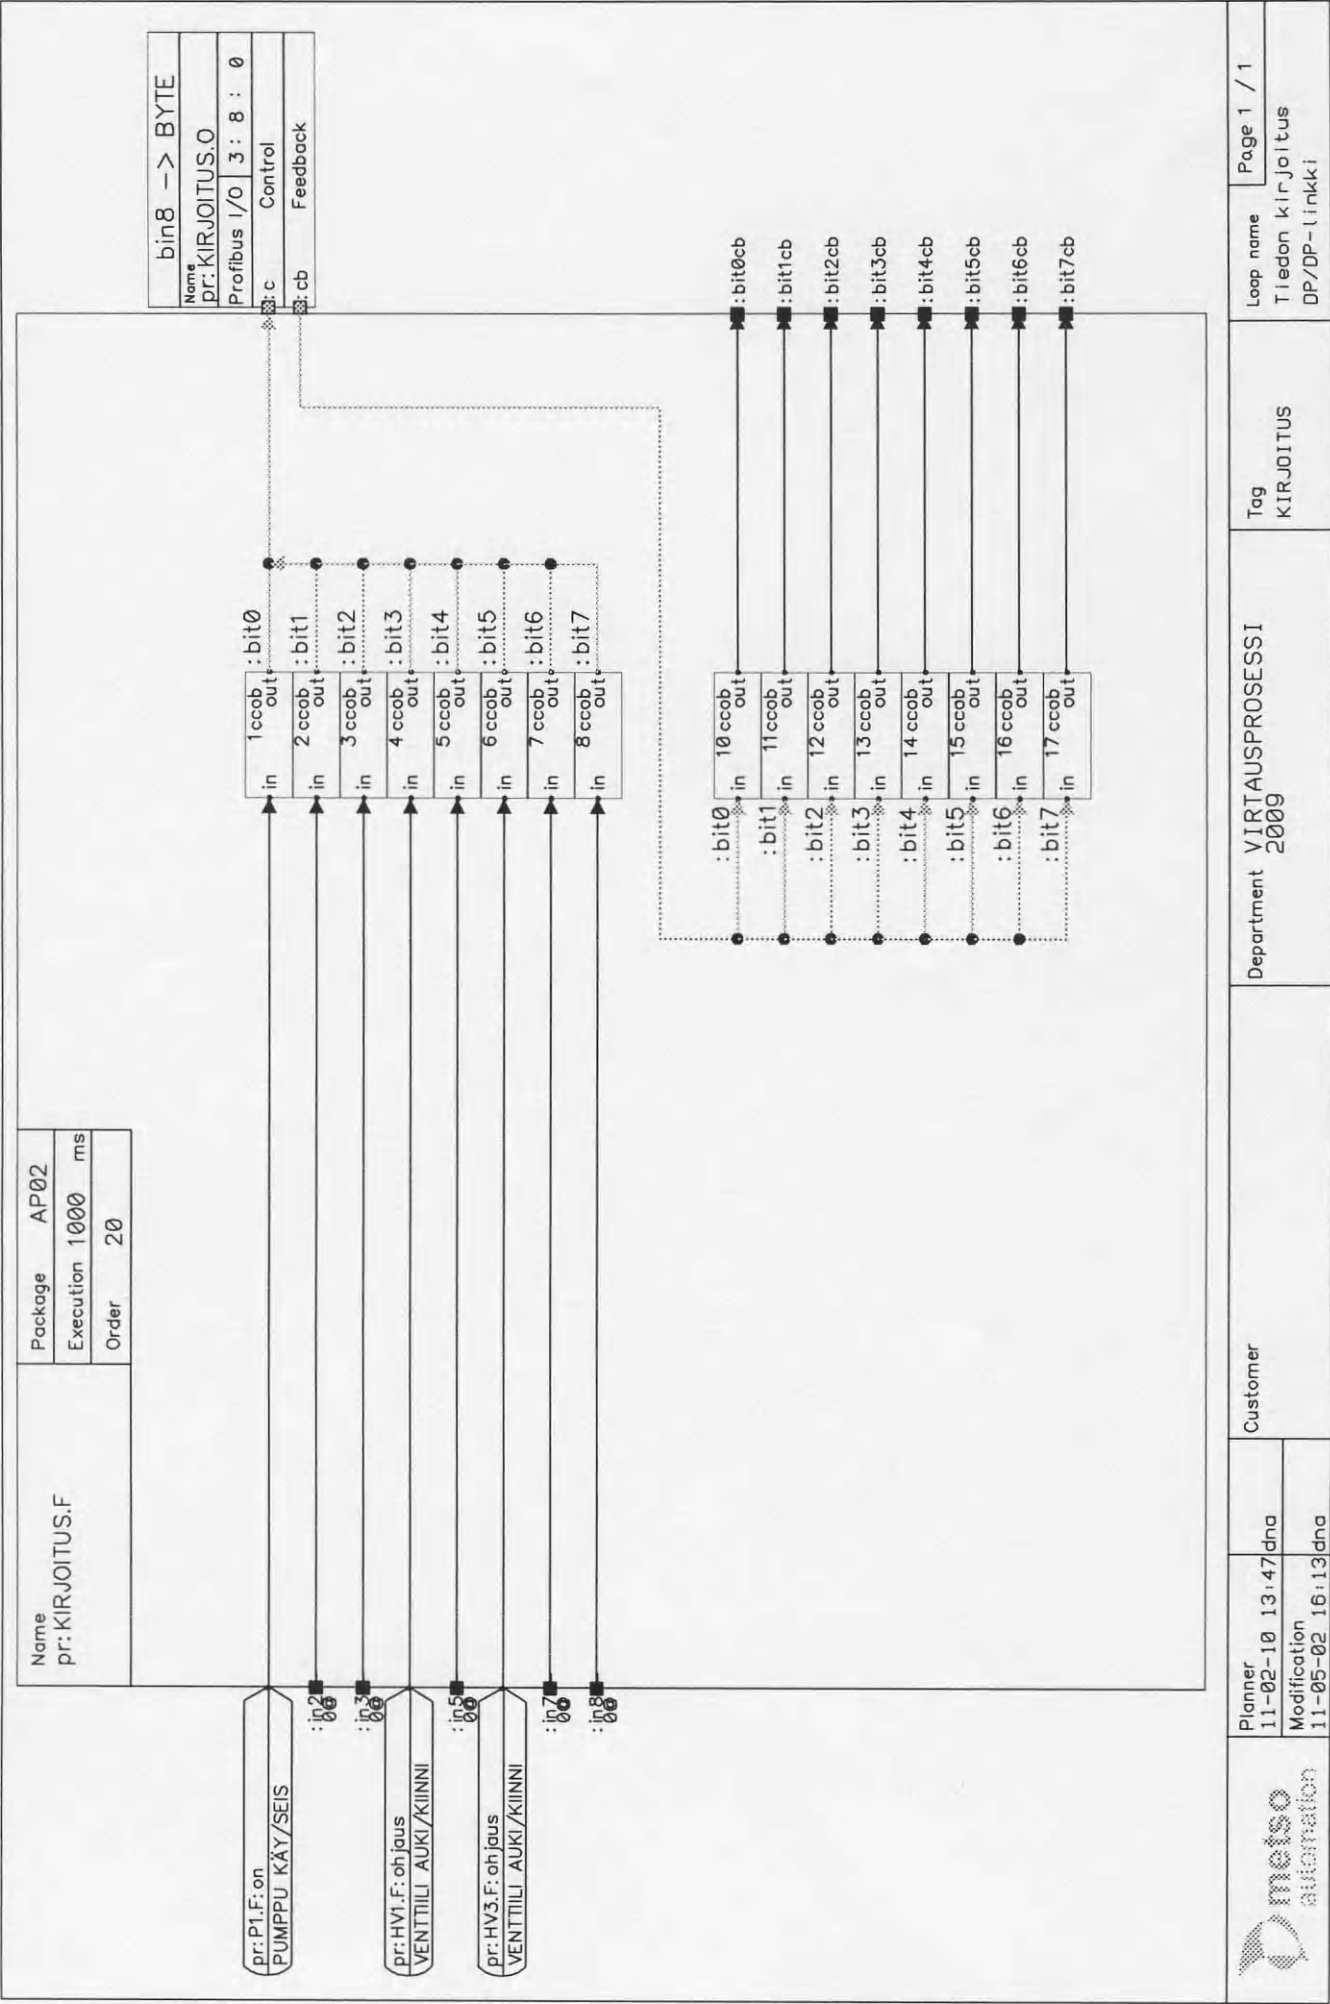 Name
pr:KIRJOITUS.F
Package AP02
Execution 1000 ms
Order 20
bin8 -> BYTE
Name
pr:KIRJOITUS.O
Profibus I/O 3: 8: 0
:c Control
:cb Feedback
pr:P1.F:on
PUMPPU KÄY/SEIS
:in2
:in3
pr:HV1.F:ohjaus
VENTTIILI AUKI/KIINNI
:in5
pr:HV3.F:ohjaus
VENTTIILI AUKI/KIINNI
:in7
:in8
1 ccob :bit0
in out
2 ccob :bit1
in out
3 ccob :bit2
in out
4 ccob :bit3
in out
5 ccob :bit4
in out
6 ccob :bit5
in out
7 ccob :bit6
in out
8 ccob :bit7
in out
:bit0 10 ccob
in out :bit0cb
:bit1 11 ccob
in out :bit1cb
:bit2 12 ccob
in out :bit2cb
:bit3 13 ccob
in out :bit3cb
:bit4 14 ccob
in out :bit4cb
:bit5 15 ccob
in out :bit5cb
:bit6 16 ccob
in out :bit6cb
:bit7 17 ccob
in out :bit7cb
metso
automation
Planner
11-02-10 13:47 dna
Modification
11-05-02 16:13 dna
Customer
Department VIRTAUSPROSESSI
2009
Tag
KIRJOITUS
Loop name
Page 1 / 1
Tiedon kirjoitus
DP/DP-linkki